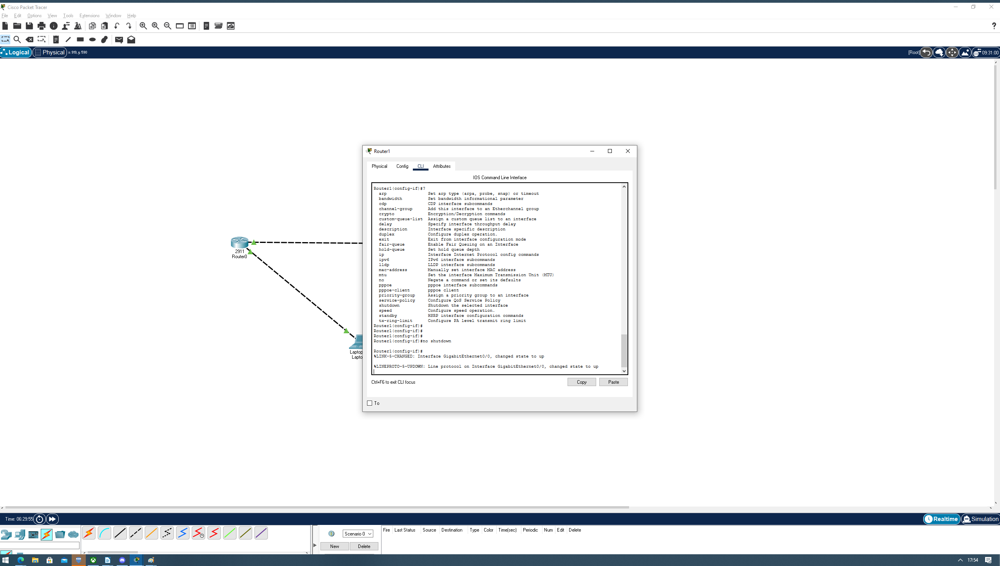 Cisco Packet Tracer
File Edit Options View Tools Extensions Window Help
Logical Physical x: 919, y: 590 [Root] 09:31:00
Router1
Physical Config CLI Attributes
IOS Command Line Interface
Router1(config-if)#?
arp Set arp type (arpa, probe, snap) or timeout
bandwidth Set bandwidth informational parameter
cdp CDP interface subcommands
channel-group Add this interface to an Etherchannel group
crypto Encryption/Decryption commands
custom-queue-list Assign a custom queue list to an interface
delay Specify interface throughput delay
description Interface specific description
duplex Configure duplex operation.
exit Exit from interface configuration mode
fair-queue Enable Fair Queuing on an Interface
hold-queue Set hold queue depth
ip Interface Internet Protocol config commands
ipv6 IPv6 interface subcommands
lldp LLDP interface subcommands
mac-address Manually set interface MAC address
mtu Set the interface Maximum Transmission Unit (MTU)
no Negate a command or set its defaults
pppoe pppoe interface subcommands
pppoe-client pppoe client
priority-group Assign a priority group to an interface
service-policy Configure QoS Service Policy
shutdown Shutdown the selected interface
speed Configure speed operation.
standby HSRP interface configuration commands
tx-ring-limit Configure PA level transmit ring limit
Router1(config-if)#
Router1(config-if)#
Router1(config-if)#
Router1(config-if)#no shutdown
Router1(config-if)#
%LINK-5-CHANGED: Interface GigabitEthernet0/0, changed state to up
%LINEPROTO-5-UPDOWN: Line protocol on Interface GigabitEthernet0/0, changed state to up
Ctrl+F6 to exit CLI focus Copy Paste
To
2911
Router0
Laptop
Lapto
Time: 06:29:55 Realtime Simulation
Scenario 0
New Delete
Fire Last Status Source Destination Type Color Time(sec) Periodic Num Edit Delete
17:54